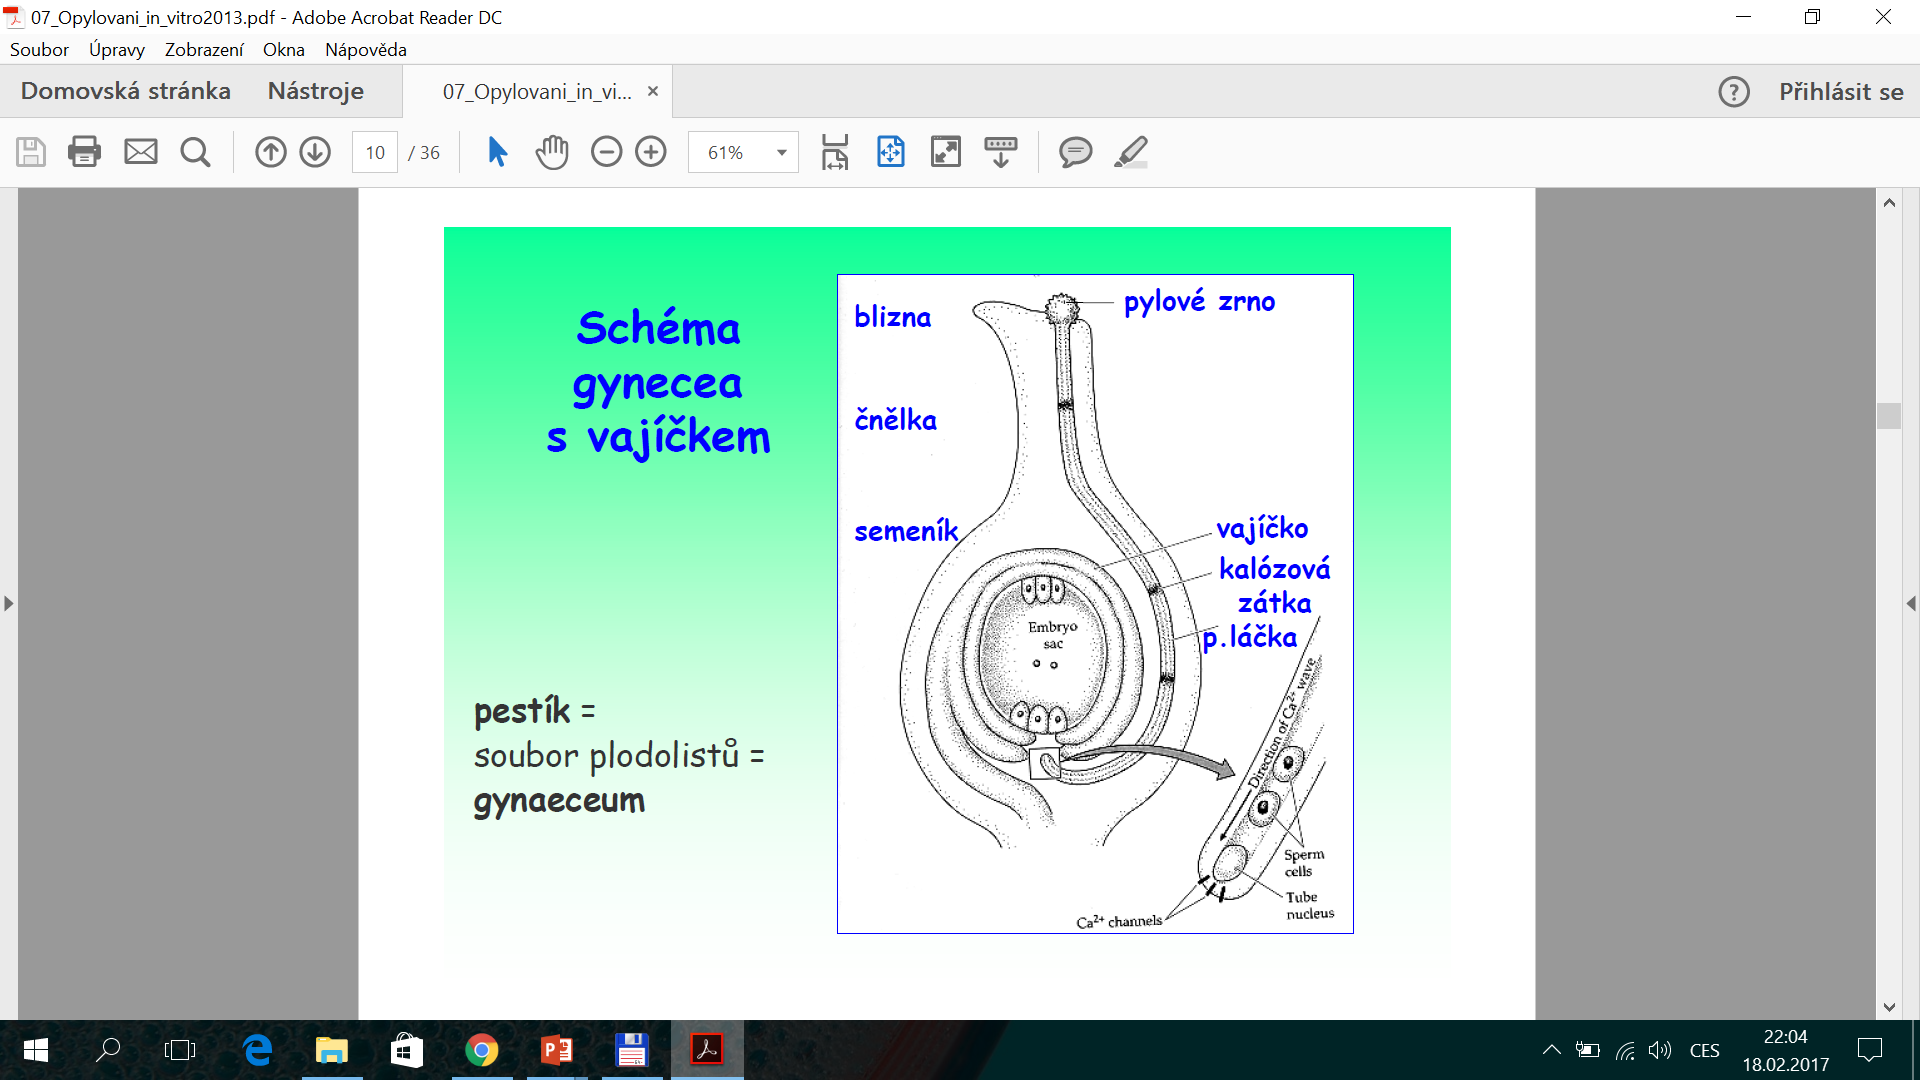 07_Opylovani_in_vitro2013.pdf - Adobe Acrobat Reader DC
Soubor Úpravy Zobrazení Okna Nápověda
Domovská stránka Nástroje 07_Opylovani_in_vi... Přihlásit se
10 / 36 61%
Schéma
gynecea
s vajíčkem
pestík =
soubor plodolistů =
gynaeceum
blizna
pylové zrno
čnělka
semeník
vajíčko
kalózová
zátka
p.láčka
Embryo
sac
Direction of Ca2+ wave
Sperm
cells
Tube
nucleus
Ca2+ channels
CES
22:04
18.02.2017